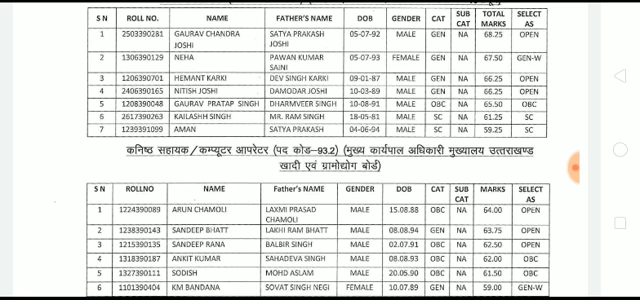 S N ROLL NO. NAME FATHER'S NAME DOB GENDER CAT SUB CAT TOTAL MARKS SELECT AS
1 2503390281 GAURAV CHANDRA JOSHI SATYA PRAKASH JOSHI 05-07-92 MALE GEN NA 68.25 OPEN
2 1306390129 NEHA PAWAN KUMAR SAINI 05-07-93 FEMALE GEN NA 67.50 GEN-W
3 1206390701 HEMANT KARKI DEV SINGH KARKI 09-01-87 MALE GEN NA 66.25 OPEN
4 2406390165 NITISH JOSHI DAMODAR JOSHI 10-03-89 MALE GEN NA 66.25 OPEN
5 1208390048 GAURAV PRATAP SINGH DHARMVEER SINGH 10-08-91 MALE OBC NA 65.50 OBC
6 2617390263 KAILASHH SINGH MR. RAM SINGH 18-05-81 MALE SC NA 61.25 SC
7 1239391099 AMAN SATYA PRAKASH 04-06-94 MALE SC NA 59.25 SC
कनिष्ठ सहायक/कम्प्यूटर आपरेटर (पद कोड–93.2) (मुख्य कार्यपाल अधिकारी मुख्यालय उत्तराखण्ड
खादी एवं ग्रामोद्योग बोर्ड)
S N ROLLNO NAME Father's NAME GENDER DOB CAT SUB CAT MARKS SELECT AS
1 1224390089 ARUN CHAMOLI LAXMI PRASAD CHAMOLI MALE 15.08.88 OBC NA 64.00 OPEN
2 1238390143 SANDEEP BHATT LAKHI RAM BHATT MALE 08.08.94 GEN NA 63.75 OPEN
3 1215390135 SANDEEP RANA BALBIR SINGH MALE 02.07.91 OBC NA 62.50 OPEN
4 1318390187 ANKIT KUMAR SAHADEVA SINGH MALE 08.08.93 OBC NA 62.00 OBC
5 1327390111 SODISH MOHD ASLAM MALE 20.05.90 OBC NA 61.50 OBC
6 1101390404 KM BANDANA SOVAT SINGH NEGI FEMALE 10.07.89 GEN NA 59.00 GEN-W